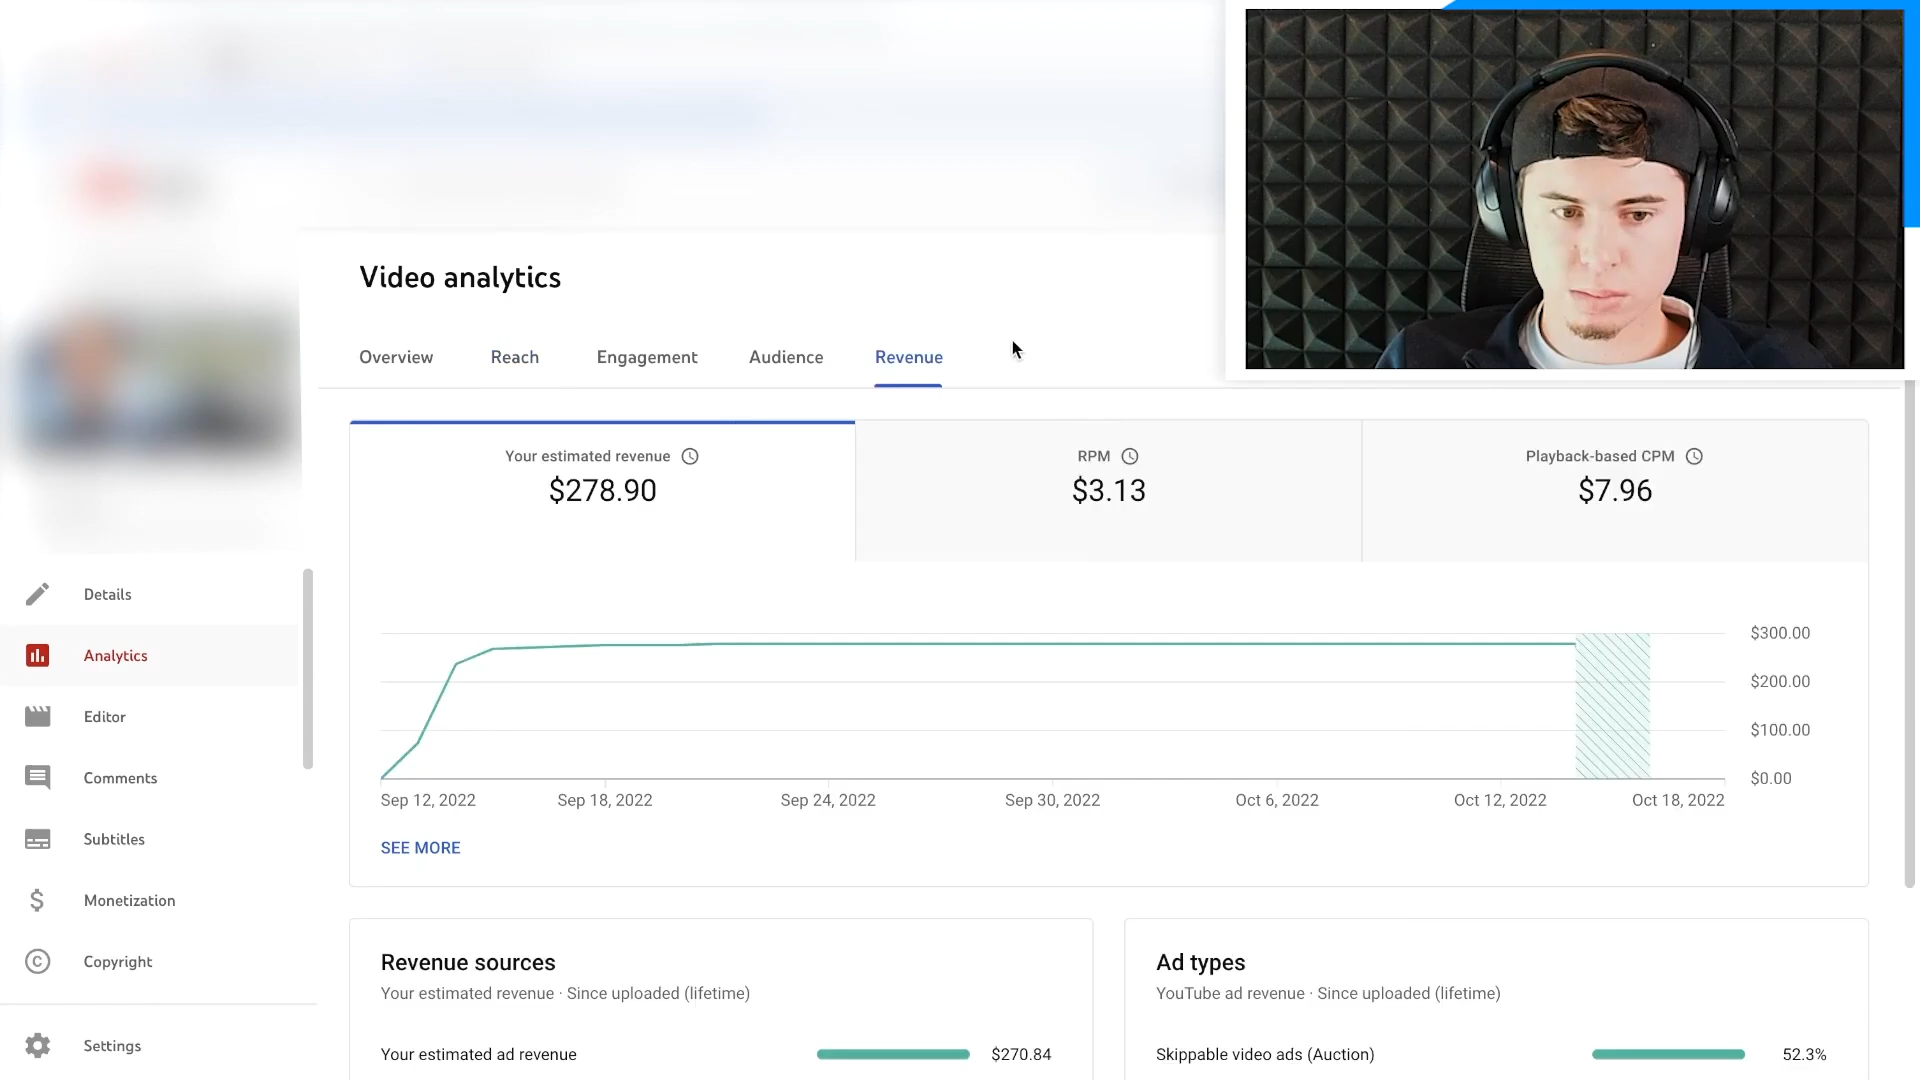 Video analytics
Overview
Reach
Engagement
Audience
Revenue
Your estimated revenue
$278.90
RPM
$3.13
Playback-based CPM
$7.96
$300.00
$200.00
$100.00
$0.00
Sep 12, 2022
Sep 18, 2022
Sep 24, 2022
Sep 30, 2022
Oct 6, 2022
Oct 12, 2022
Oct 18, 2022
SEE MORE
Details
Analytics
Editor
Comments
Subtitles
Monetization
Copyright
Settings
Revenue sources
Your estimated revenue · Since uploaded (lifetime)
Your estimated ad revenue
$270.84
Ad types
YouTube ad revenue · Since uploaded (lifetime)
Skippable video ads (Auction)
52.3%